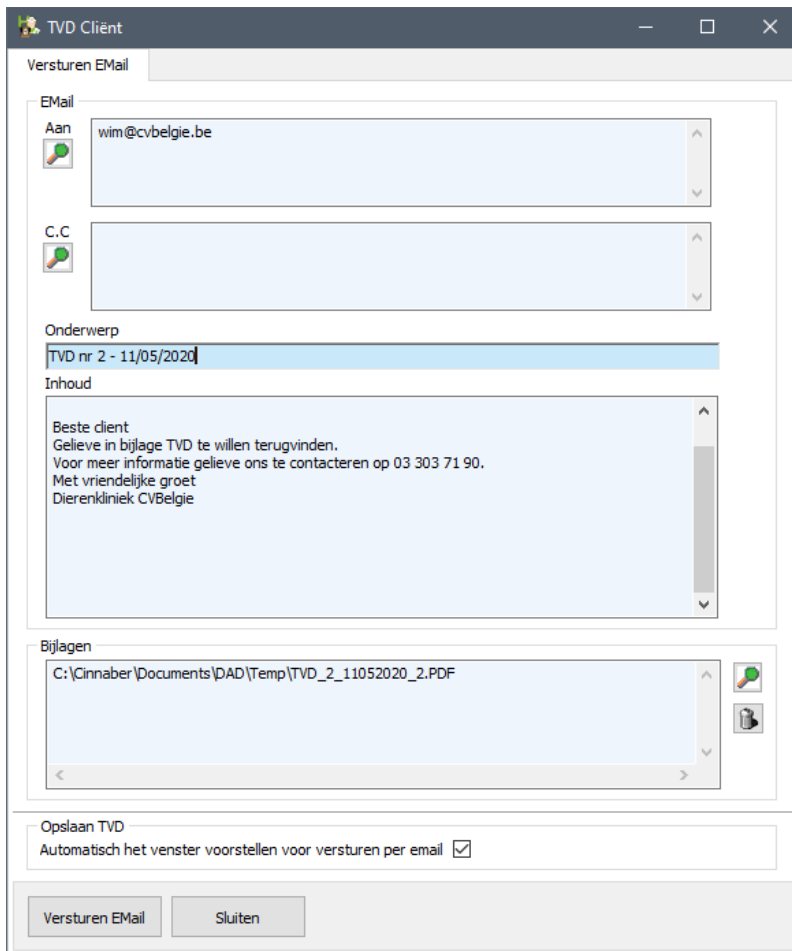 TVD Cliënt
Versturen EMail
EMail
Aan
wim@cvbelgie.be
C.C
Onderwerp
TVD nr 2 - 11/05/2020
Inhoud
Beste client
Gelieve in bijlage TVD te willen terugvinden.
Voor meer informatie gelieve ons te contacteren op 03 303 71 90.
Met vriendelijke groet
Dierenkliniek CVBelgie
Bijlagen
C:\Cinnaber\Documents\DAD\Temp\TVD_2_11052020_2.PDF
Opslaan TVD
Automatisch het venster voorstellen voor versturen per email
Versturen EMail
Sluiten